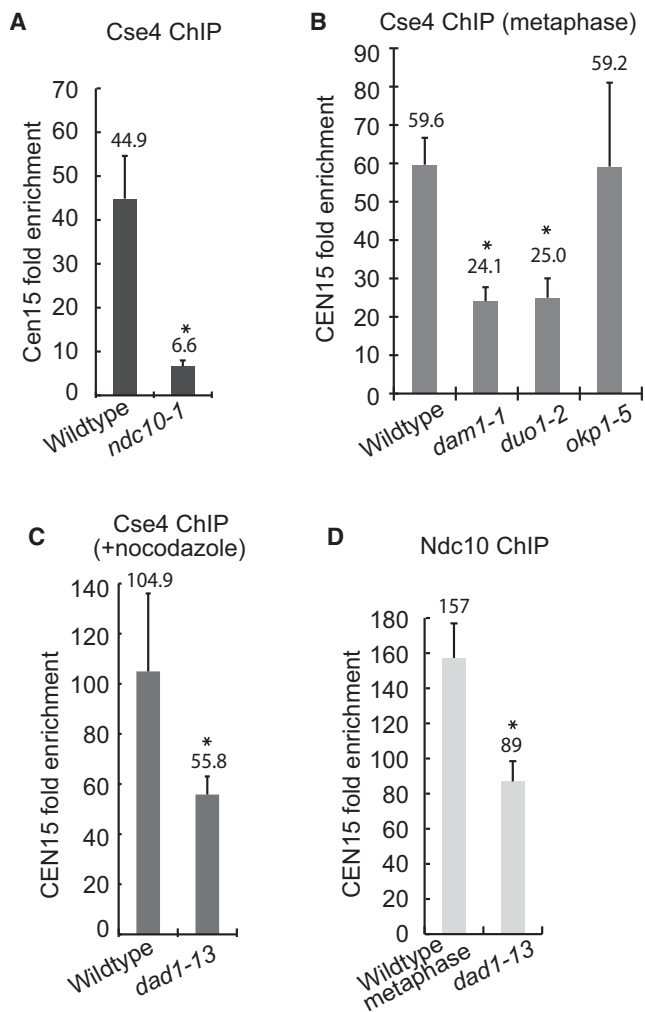 A
Cse4 ChIP
Cen15 fold enrichment
70
60
50
40
30
20
10
0
44.9
*
6.6
Wildtype
ndc10-1
B
Cse4 ChIP (metaphase)
CEN15 fold enrichment
90
80
70
60
50
40
30
20
10
0
59.6
*
24.1
*
25.0
59.2
Wildtype
dam1-1
duo1-2
okp1-5
C
Cse4 ChIP
(+nocodazole)
CEN15 fold enrichment
140
120
100
80
60
40
20
0
104.9
*
55.8
Wildtype
dad1-13
D
Ndc10 ChIP
CEN15 fold enrichment
180
160
140
120
100
80
60
40
20
0
157
*
89
Wildtype
metaphase
dad1-13